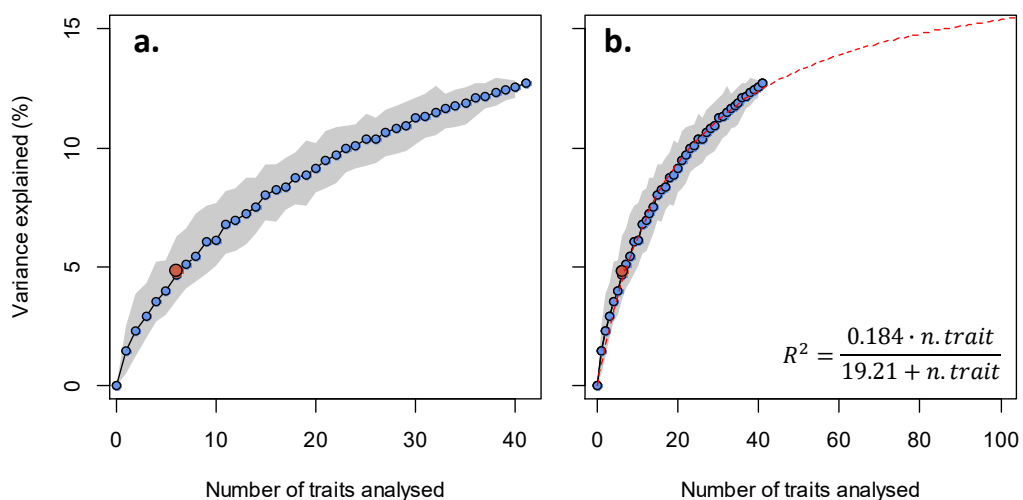 a.
b.
Variance explained (%)
15
10
5
0
0 10 20 30 40
0 20 40 60 80 100
R² = 0.184 · n.trait / 19.21 + n.trait
Number of traits analysed
Number of traits analysed